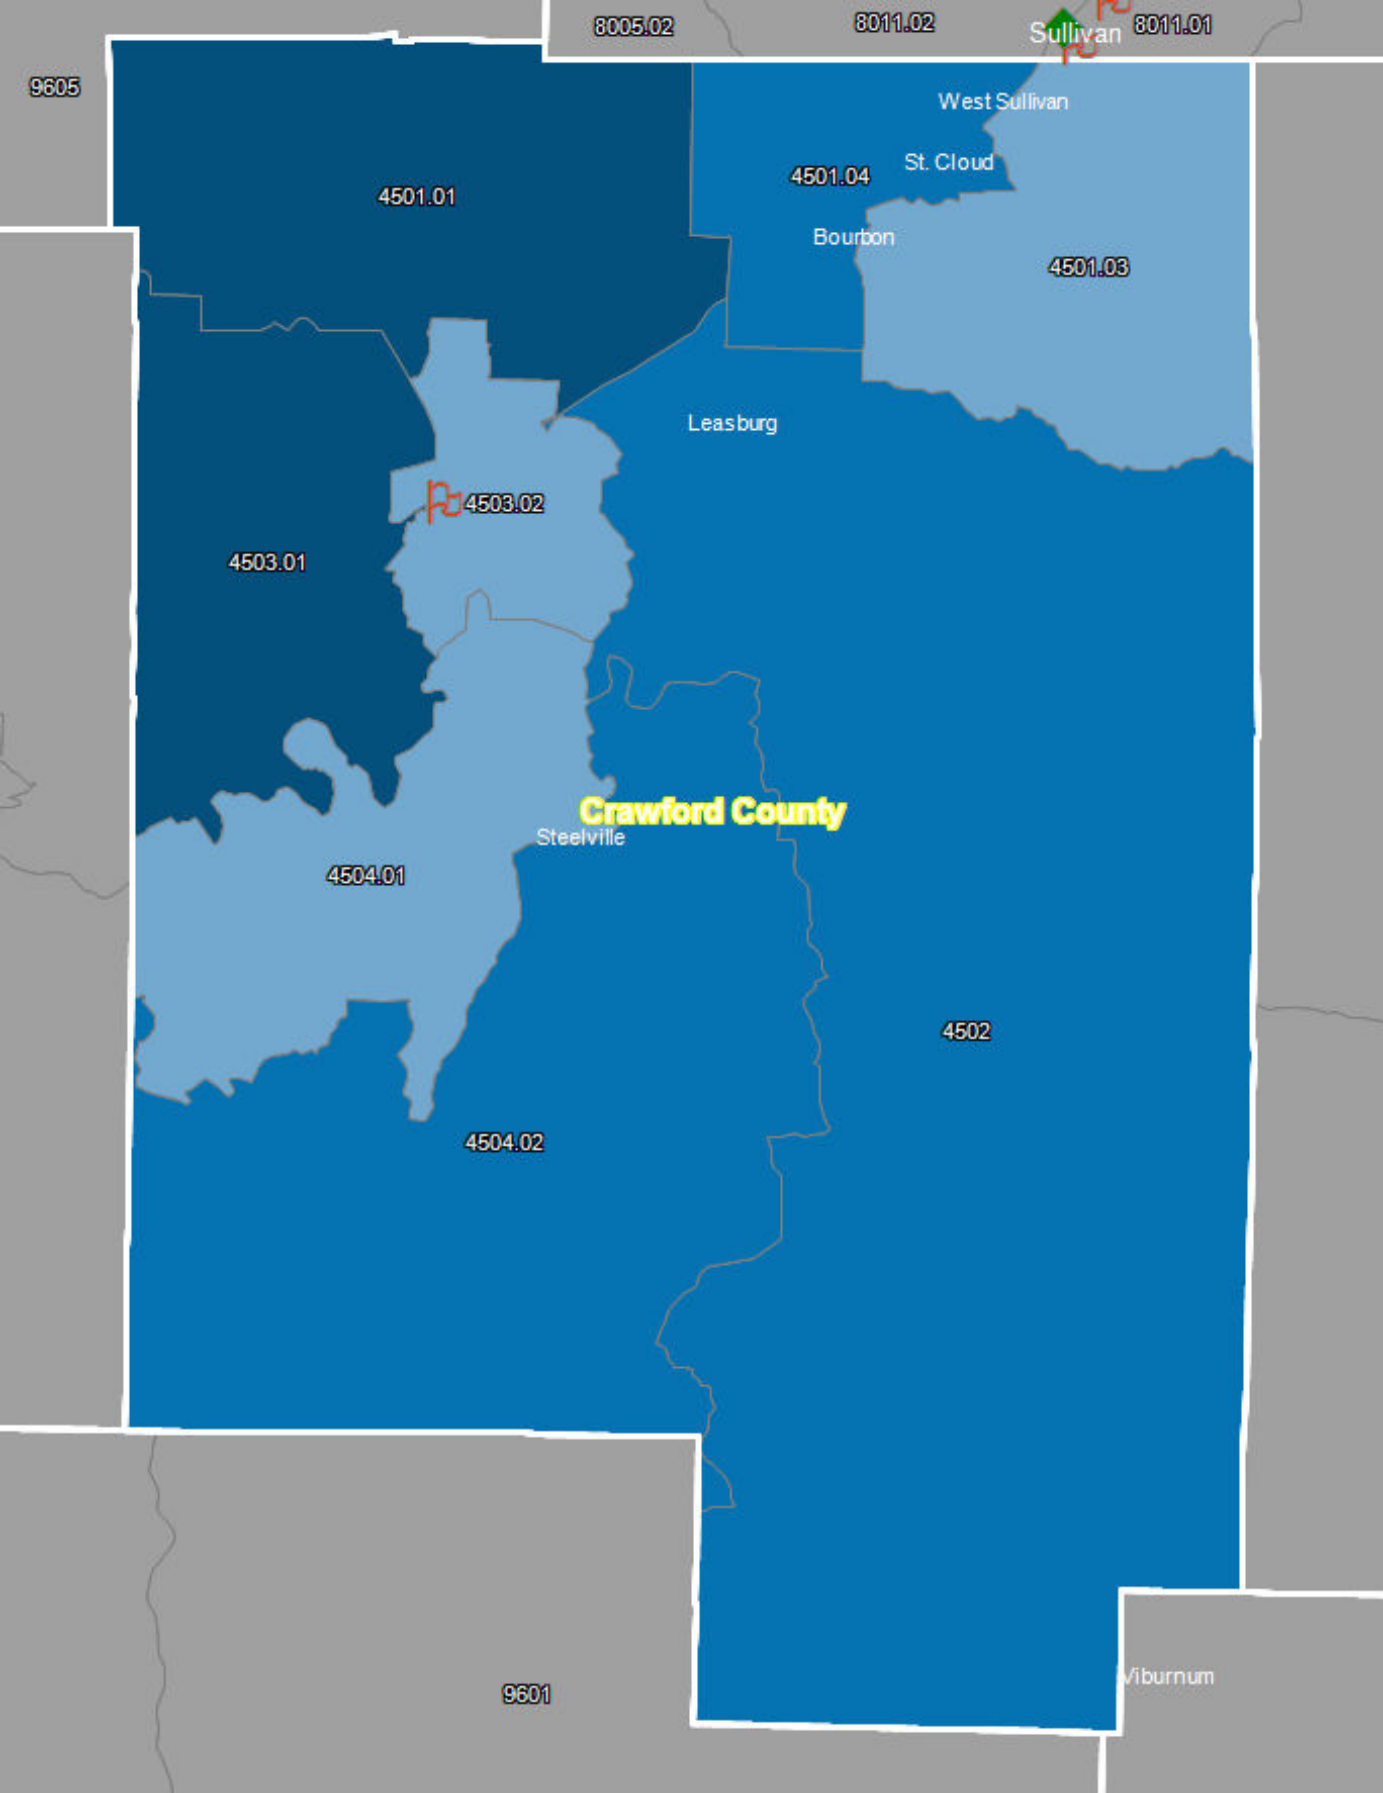 8005.02
8011.02
Sullivan
8011.01
9605
West Sullivan
St. Cloud
4501.04
4501.01
Bourbon
4501.03
Leasburg
4503.02
4503.01
Crawford County
Steelville
4504.01
4502
4504.02
Viburnum
9601